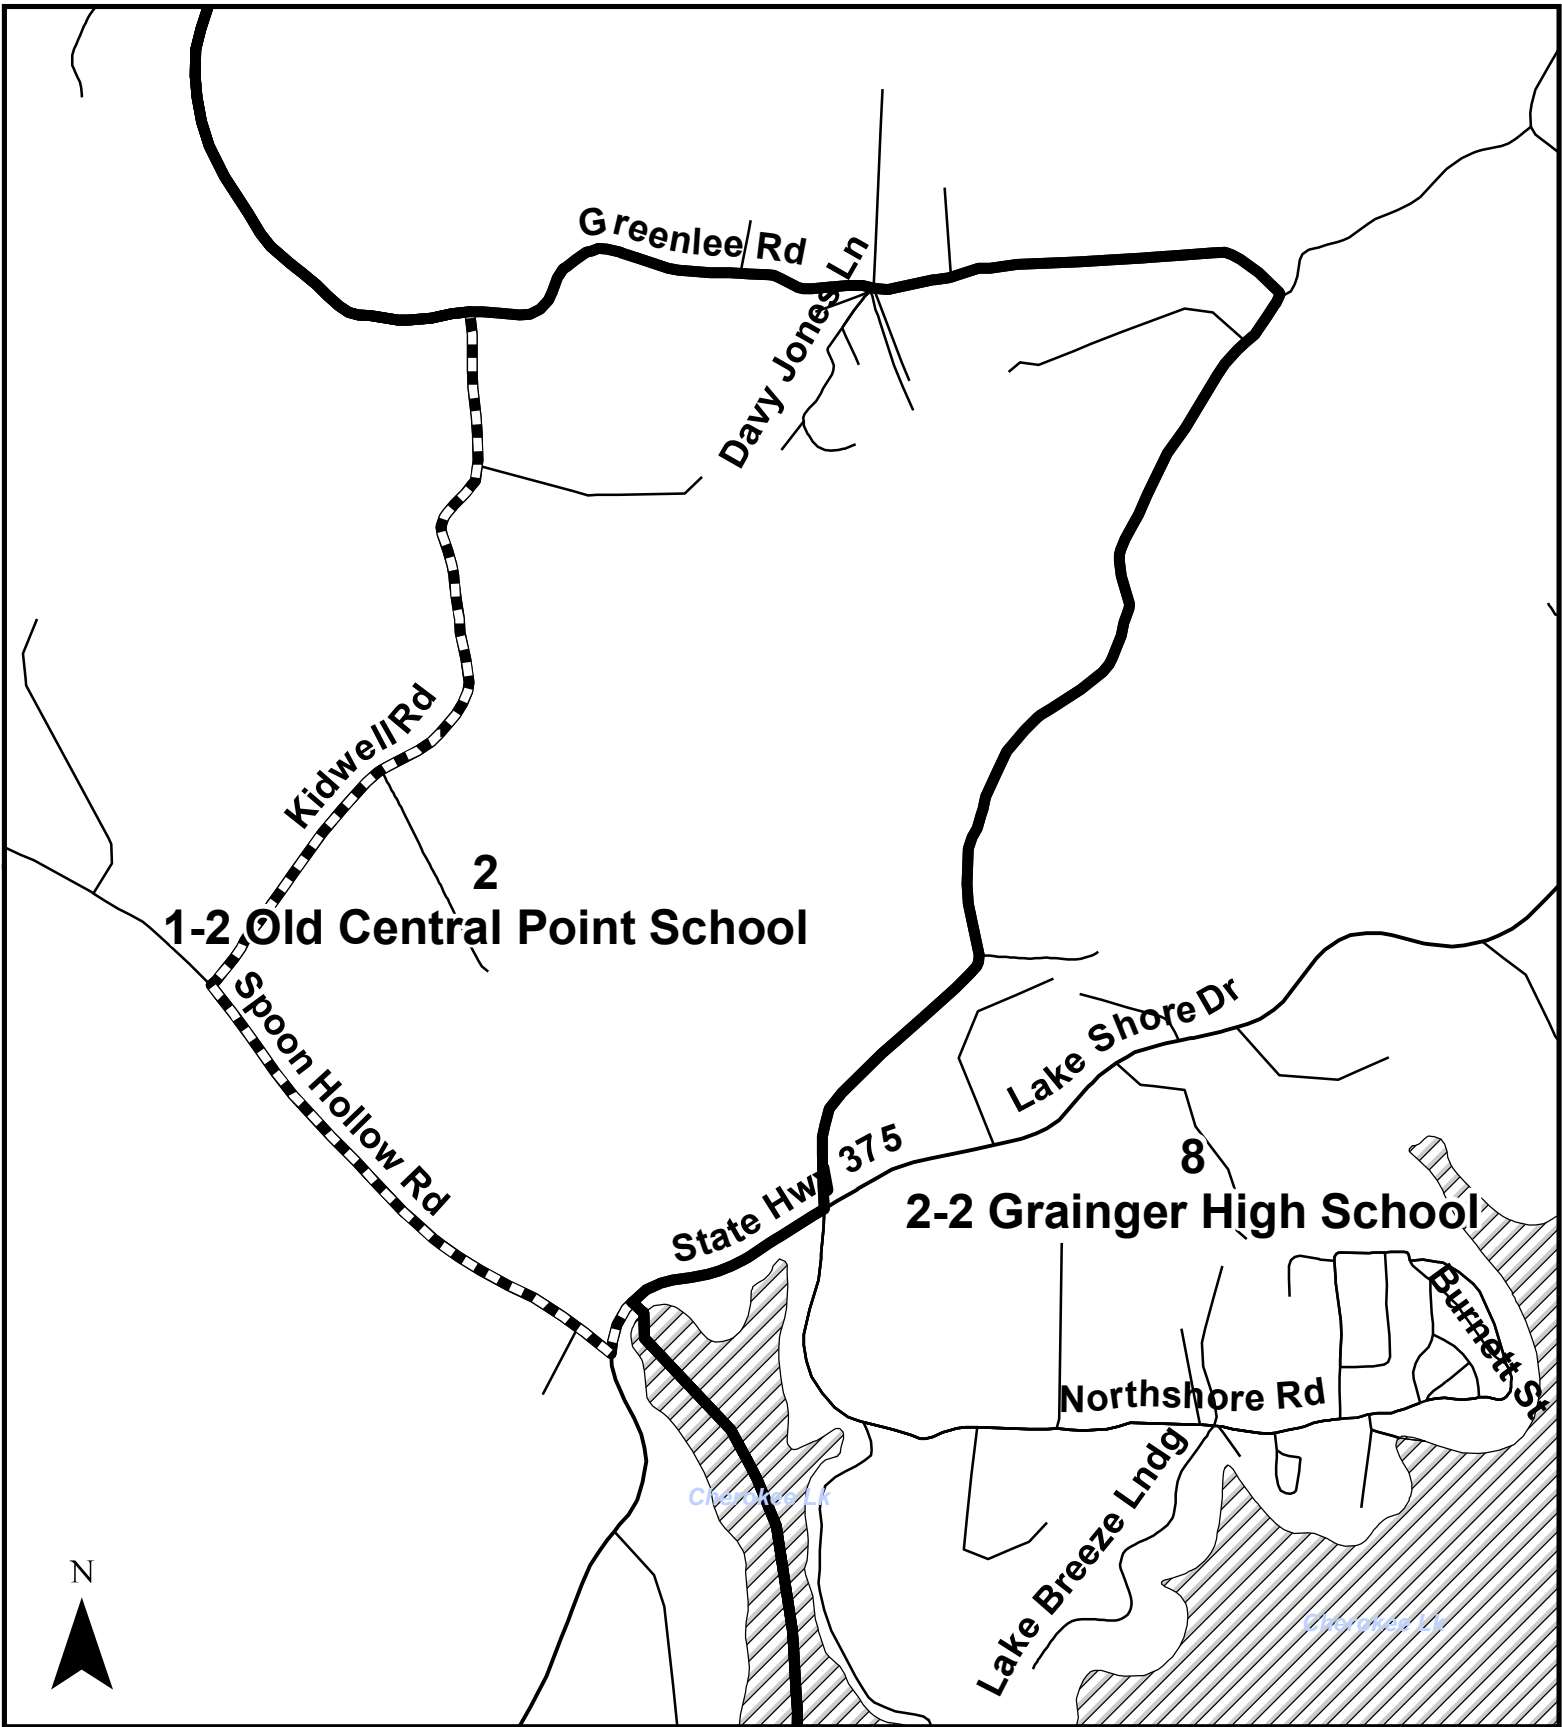 Greenlee Rd
Davy Jones Ln
Kidwell Rd
2
1-2 Old Central Point School
Spoon Hollow Rd
Lake Shore Dr
State Hwy 375
8
2-2 Grainger High School
Burnett St
Northshore Rd
Lake Breeze Lndg
Cherokee Lk
Cherokee Lk
N